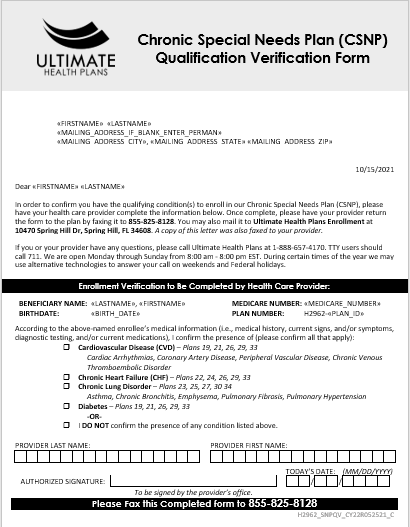 ULTIMATE
HEALTH PLANS
Chronic Special Needs Plan (CSNP)
Qualification Verification Form
«FIRSTNAME» «LASTNAME»
«MAILING_ADDRESS_IF_BLANK_ENTER_PERMAN»
«MAILING_ADDRESS_CITY», «MAILING_ADDRESS_STATE» «MAILING_ADDRESS_ZIP»
10/15/2021
Dear «FIRSTNAME» «LASTNAME»
In order to confirm you have the qualifying condition(s) to enroll in our Chronic Special Needs Plan (CSNP), please
have your health care provider complete the information below. Once complete, please have your provider return
the form to the plan by faxing it to 855-825-8128. You may also mail it to Ultimate Health Plans Enrollment at
10470 Spring Hill Dr, Spring Hill, FL 34608. A copy of this letter was also faxed to your provider.
If you or your provider have any questions, please call Ultimate Health Plans at 1-888-657-4170. TTY users should
call 711. We are open Monday through Sunday from 8:00 am - 8:00 pm EST. During certain times of the year we may
use alternative technologies to answer your call on weekends and Federal holidays.
Enrollment Verification to Be Completed by Health Care Provider:
BENEFICIARY NAME: «LASTNAME», «FIRSTNAME» MEDICARE NUMBER: «MEDICARE_NUMBER»
BIRTHDATE: «BIRTH_DATE» PLAN NUMBER: H2962-«PLAN_ID»
According to the above-named enrollee's medical information (i.e., medical history, current signs, and/or symptoms,
diagnostic testing, and/or current medications), I confirm the presence of (please confirm all that apply):
☐ Cardiovascular Disease (CVD) – Plans 19, 21, 26, 29, 33
Cardiac Arrhythmias, Coronary Artery Disease, Peripheral Vascular Disease, Chronic Venous
Thromboembolic Disorder
☐ Chronic Heart Failure (CHF) – Plans 22, 24, 26, 29, 33
☐ Chronic Lung Disorder – Plans 23, 25, 27, 30 34
Asthma, Chronic Bronchitis, Emphysema, Pulmonary Fibrosis, Pulmonary Hypertension
☐ Diabetes – Plans 19, 21, 26, 29, 33
-OR-
☐ I DO NOT confirm the presence of any condition listed above.
PROVIDER LAST NAME: PROVIDER FIRST NAME:
TODAY'S DATE: (MM/DD/YYYY)
AUTHORIZED SIGNATURE: / /
To be signed by the provider's office.
Please Fax this Completed form to 855-825-8128
H2962_SNPQV_CY22R052521_C